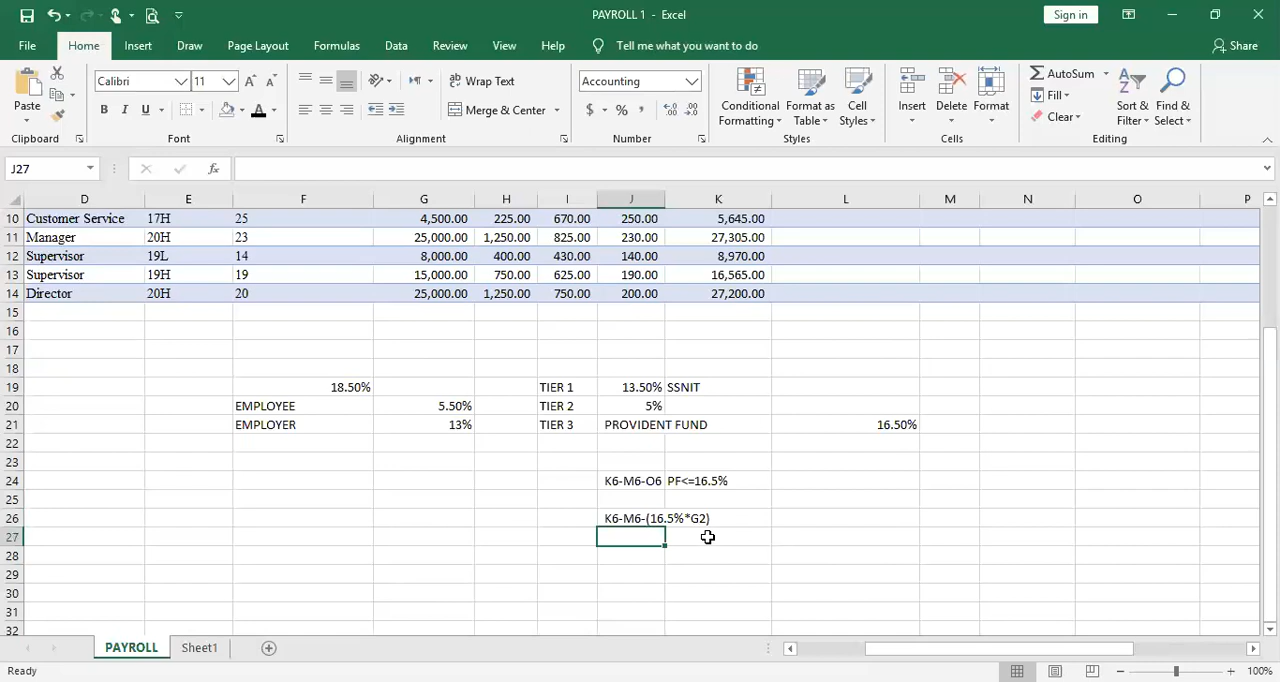 PAYROLL 1 - Excel
Sign in
File Home Insert Draw Page Layout Formulas Data Review View Help Tell me what you want to do Share
Paste
Calibri 11
Wrap Text
Merge & Center
Accounting
Conditional Formatting
Format as Table
Cell Styles
Insert
Delete
Format
AutoSum
Fill
Clear
Sort & Filter
Find & Select
Clipboard Font Alignment Number Styles Cells Editing
J27 fx
D E F G H I J K L M N O P
10 Customer Service 17H 25 4,500.00 225.00 670.00 250.00 5,645.00
11 Manager 20H 23 25,000.00 1,250.00 825.00 230.00 27,305.00
12 Supervisor 19L 14 8,000.00 400.00 430.00 140.00 8,970.00
13 Supervisor 19H 19 15,000.00 750.00 625.00 190.00 16,565.00
14 Director 20H 20 25,000.00 1,250.00 750.00 200.00 27,200.00
15
16
17
18
19 18.50% TIER 1 13.50% SSNIT
20 EMPLOYEE 5.50% TIER 2 5%
21 EMPLOYER 13% TIER 3 PROVIDENT FUND 16.50%
22
23
24 K6-M6-O6 PF<=16.5%
25
26 K6-M6-(16.5%*G2)
27
28
29
30
31
32
PAYROLL Sheet1
Ready 100%